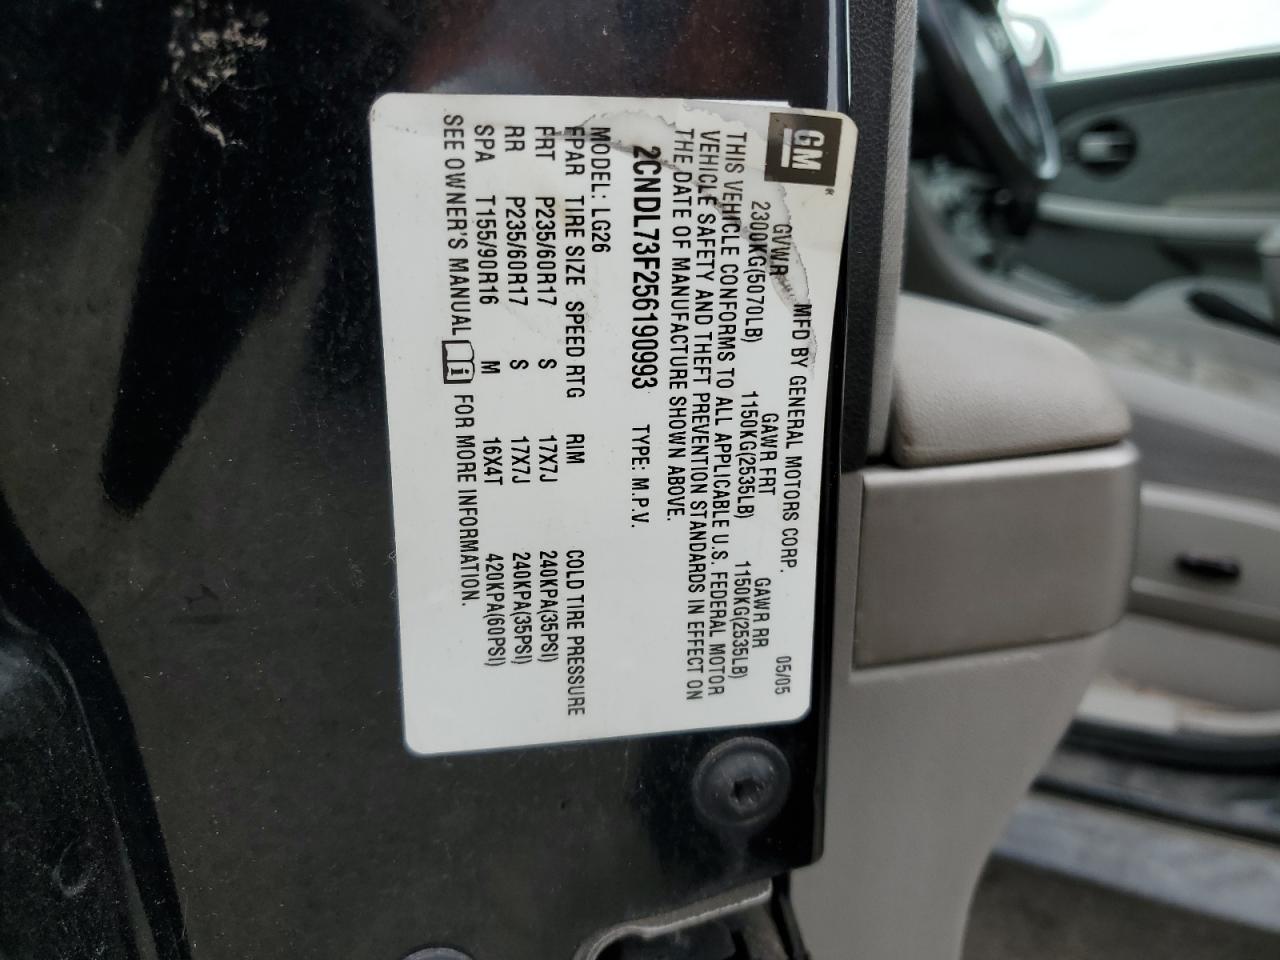 GM®
MFD BY GENERAL MOTORS CORP. 05/05
GVWR GAWR FRT GAWR RR
2300KG(5070LB) 1150KG(2535LB) 1150KG(2535LB)
THIS VEHICLE CONFORMS TO ALL APPLICABLE U.S. FEDERAL MOTOR
VEHICLE SAFETY AND THEFT PREVENTION STANDARDS IN EFFECT ON
THE DATE OF MANUFACTURE SHOWN ABOVE.
2CNDL73F256190993 TYPE: M.P.V.
MODEL: LG26
EPAR TIRE SIZE SPEED RTG RIM COLD TIRE PRESSURE
FRT P235/60R17 S 17X7J 240KPA(35PSI)
RR P235/60R17 S 17X7J 240KPA(35PSI)
SPA T155/90R16 M 16X4T 420KPA(60PSI)
SEE OWNER'S MANUAL i FOR MORE INFORMATION.